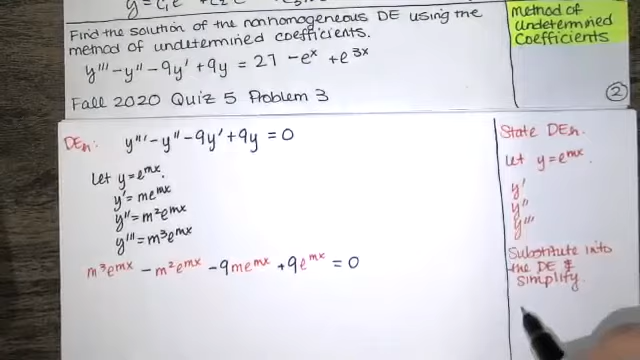 Find the solution of the nonhomogeneous DE using the
method of undetermined coefficients.
y''' - y'' - 9y' + 9y = 27 - e^x + e^3x
Fall 2020 Quiz 5 Problem 3
method of
undetermined
Coefficients
2
DEh: y''' - y'' - 9y' + 9y = 0
Let y = e^mx.
y' = me^mx
y'' = m²e^mx
y''' = m³e^mx
m³e^mx - m²e^mx - 9me^mx + 9e^mx = 0
State DEh.
Let y = e^mx.
y'
y''
y'''
Substitute into
the DE &
simplify.